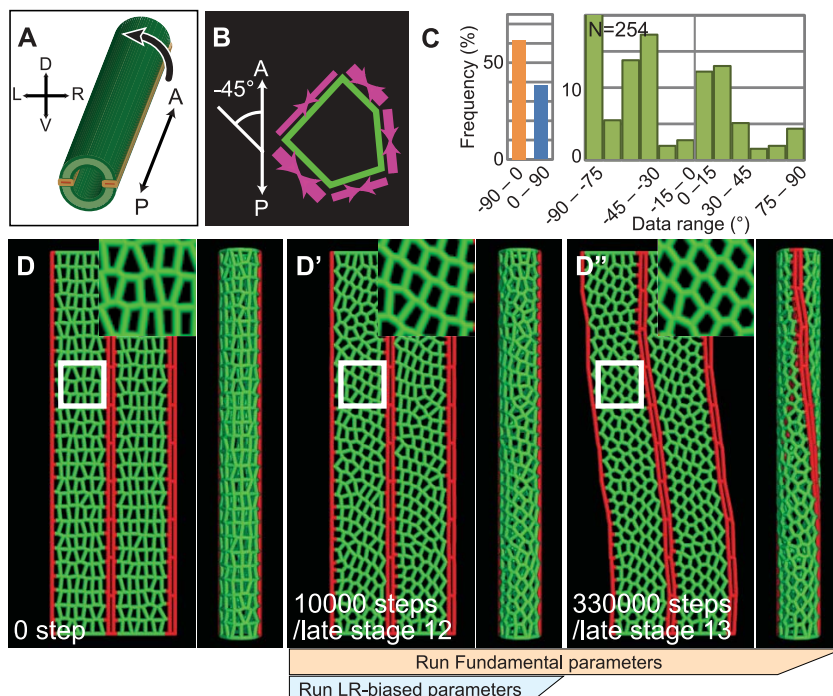 A
D
L R
V
A
P
B
A
-45°
P
C
Frequency (%)
50
0
-90 – 0
0 – 90
N=254
10
0
-90 – -75
-45 – -30
-15 – 0
0 – 15
30 – 45
75 – 90
Data range (°)
D
0 step
D'
10000 steps
/late stage 12
D''
330000 steps
/late stage 13
Run Fundamental parameters
Run LR-biased parameters